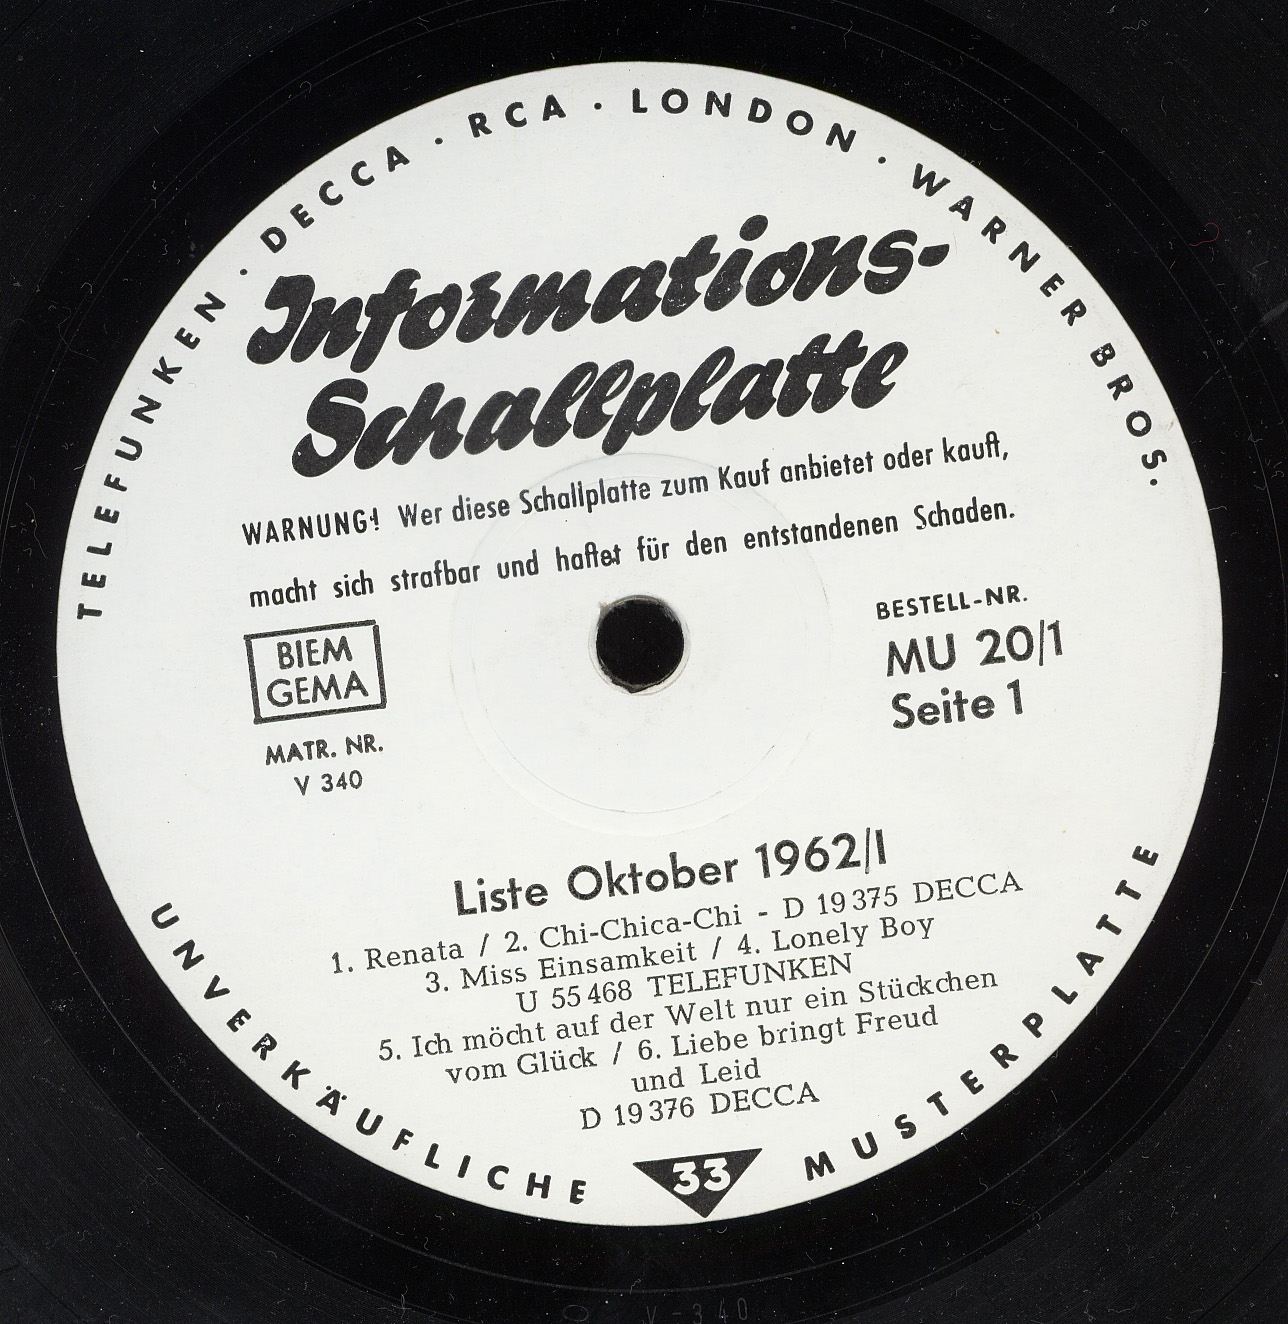 TELEFUNKEN · DECCA · RCA · LONDON · WARNER BROS.
Informations-
Schallplatte
WARNUNG! Wer diese Schallplatte zum Kauf anbietet oder kauft,
macht sich strafbar und haftet für den entstandenen Schaden.
BIEM
GEMA
MATR. NR.
V 340
BESTELL-NR.
MU 20/1
Seite 1
Liste Oktober 1962/I
1. Renata / 2. Chi-Chica-Chi - D 19 375 DECCA
3. Miss Einsamkeit / 4. Lonely Boy
U 55 468 TELEFUNKEN
5. Ich möcht auf der Welt nur ein Stückchen
vom Glück / 6. Liebe bringt Freud
und Leid
D 19 376 DECCA
UNVERKÄUFLICHE MUSTERPLATTE
33
V-340